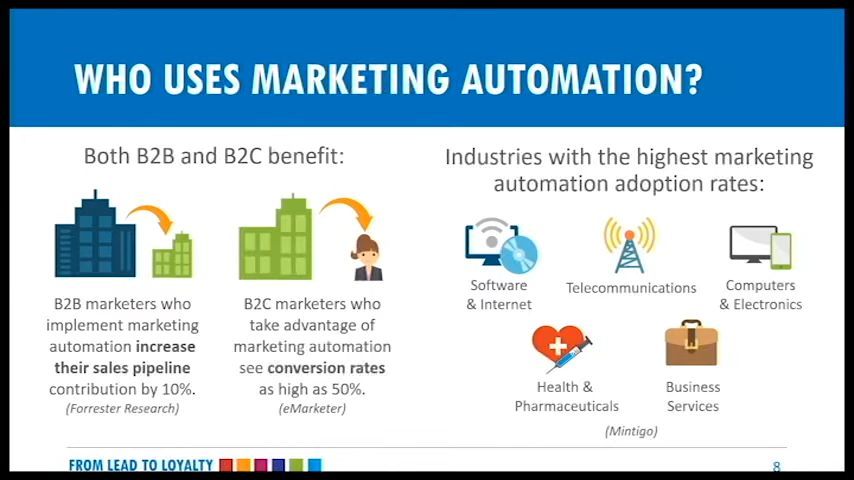 WHO USES MARKETING AUTOMATION?
Both B2B and B2C benefit:
B2B marketers who
implement marketing
automation increase
their sales pipeline
contribution by 10%.
(Forrester Research)
B2C marketers who
take advantage of
marketing automation
see conversion rates
as high as 50%.
(eMarketer)
Industries with the highest marketing
automation adoption rates:
Software
& Internet
Telecommunications
Computers
& Electronics
Health &
Pharmaceuticals
Business
Services
(Mintigo)
FROM LEAD TO LOYALTY
8